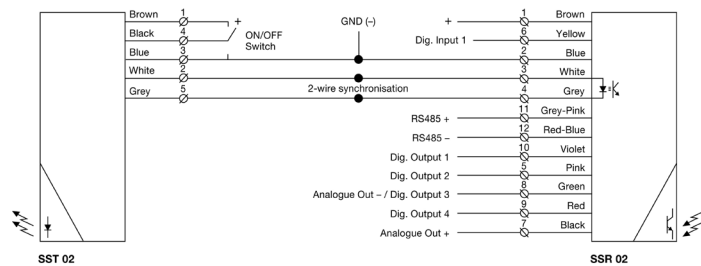 Brown 1 + GND (–) + 1 Brown
Black 4 ON/OFF Switch Dig. Input 1 6 Yellow
Blue 3 2 Blue
White 2 3 White
Grey 5 2-wire synchronisation 4 Grey
RS485 + 11 Grey-Pink
RS485 – 12 Red-Blue
Dig. Output 1 10 Violet
Dig. Output 2 5 Pink
Analogue Out – / Dig. Output 3 8 Green
Dig. Output 4 9 Red
Analogue Out + 7 Black
SST 02 SSR 02